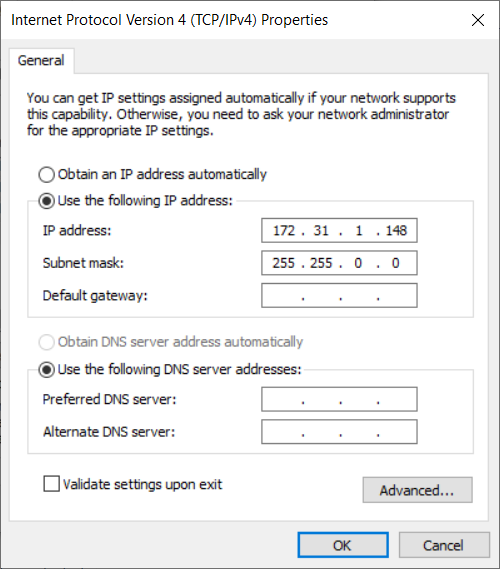 Internet Protocol Version 4 (TCP/IPv4) Properties
General
You can get IP settings assigned automatically if your network supports
this capability. Otherwise, you need to ask your network administrator
for the appropriate IP settings.
Obtain an IP address automatically
Use the following IP address:
IP address: 172 . 31 . 1 . 148
Subnet mask: 255 . 255 . 0 . 0
Default gateway: . . .
Obtain DNS server address automatically
Use the following DNS server addresses:
Preferred DNS server: . . .
Alternate DNS server: . . .
Validate settings upon exit
Advanced...
OK Cancel